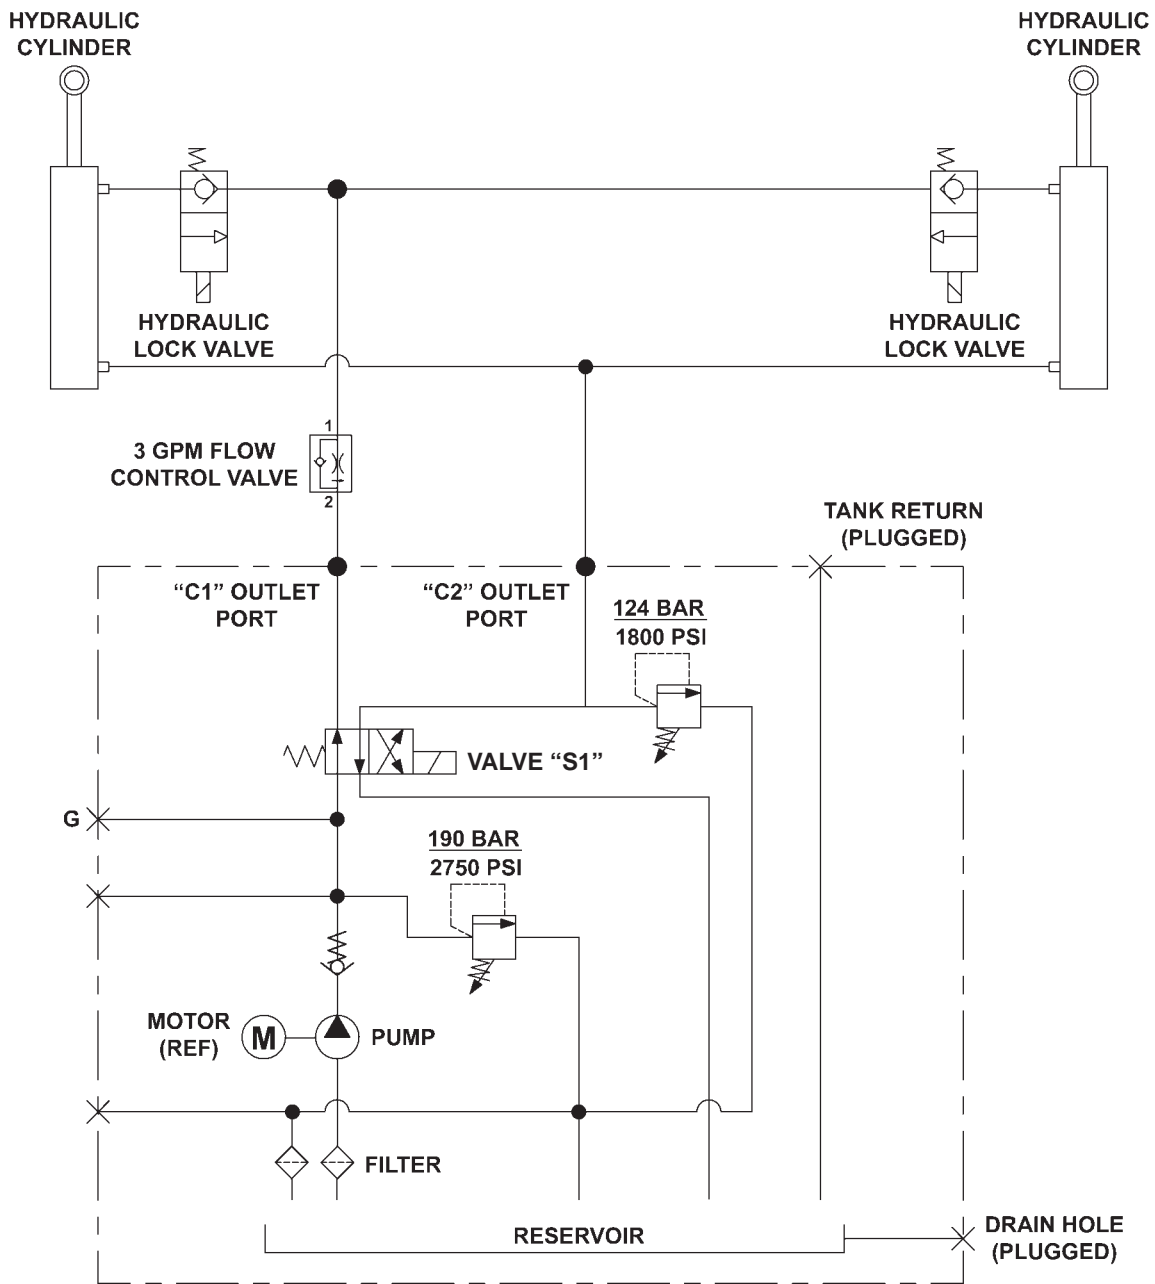 HYDRAULIC
CYLINDER
HYDRAULIC
CYLINDER
HYDRAULIC
LOCK VALVE
HYDRAULIC
LOCK VALVE
1
3 GPM FLOW
CONTROL VALVE
2
TANK RETURN
(PLUGGED)
“C1” OUTLET
PORT
“C2” OUTLET
PORT
124 BAR
1800 PSI
VALVE “S1”
G
190 BAR
2750 PSI
MOTOR
(REF)
M
PUMP
FILTER
RESERVOIR
DRAIN HOLE
(PLUGGED)